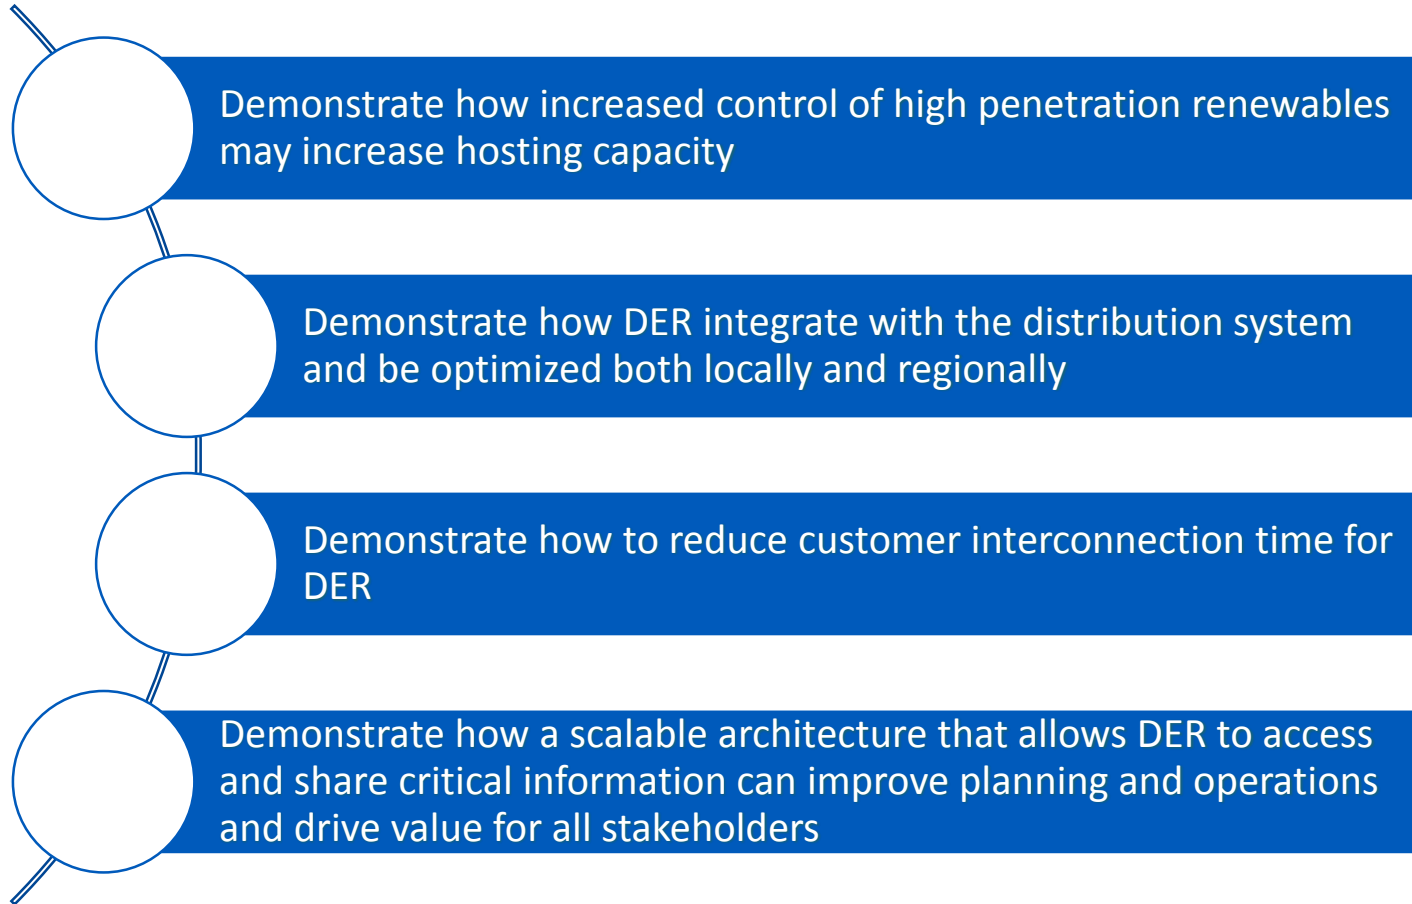 Demonstrate how increased control of high penetration renewables
may increase hosting capacity
Demonstrate how DER integrate with the distribution system
and be optimized both locally and regionally
Demonstrate how to reduce customer interconnection time for
DER
Demonstrate how a scalable architecture that allows DER to access
and share critical information can improve planning and operations
and drive value for all stakeholders